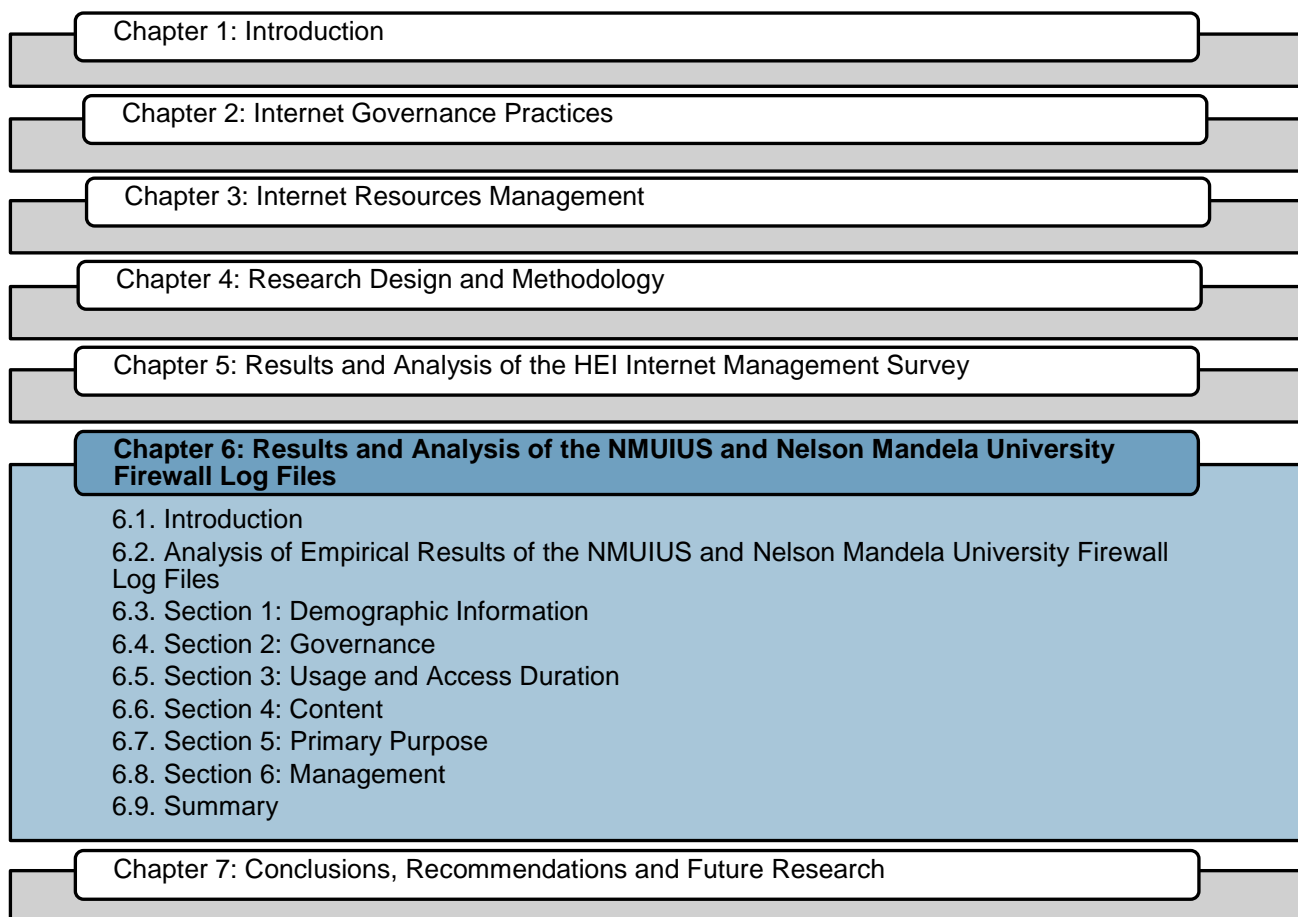 Chapter 1: Introduction
Chapter 2: Internet Governance Practices
Chapter 3: Internet Resources Management
Chapter 4: Research Design and Methodology
Chapter 5: Results and Analysis of the HEI Internet Management Survey
Chapter 6: Results and Analysis of the NMUIUS and Nelson Mandela University
Firewall Log Files
6.1. Introduction
6.2. Analysis of Empirical Results of the NMUIUS and Nelson Mandela University Firewall
Log Files
6.3. Section 1: Demographic Information
6.4. Section 2: Governance
6.5. Section 3: Usage and Access Duration
6.6. Section 4: Content
6.7. Section 5: Primary Purpose
6.8. Section 6: Management
6.9. Summary
Chapter 7: Conclusions, Recommendations and Future Research